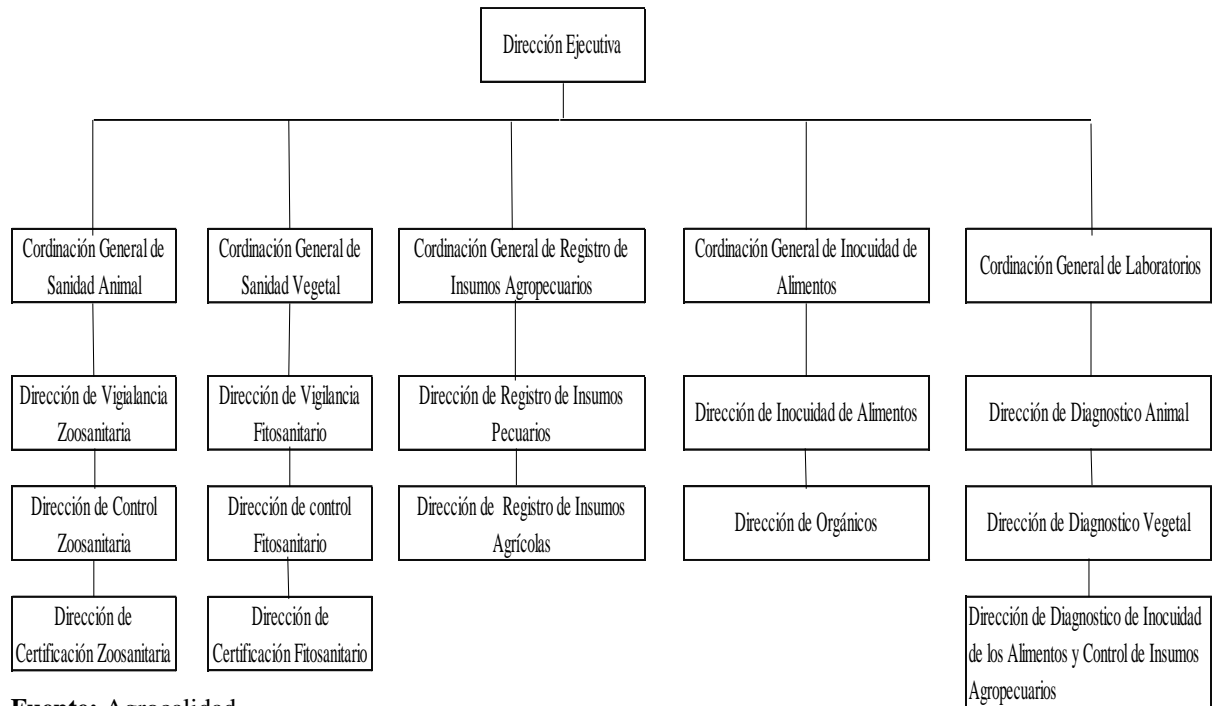 Dirección Ejecutiva
Cordinación General de
Sanidad Animal
Cordinación General de
Sanidad Vegetal
Cordinación General de Registro de
Insumos Agropecuarios
Cordinación General de Inocuidad de
Alimentos
Cordinación General de Laboratorios
Dirección de Vigialancia
Zoosanitaria
Dirección de Vigilancia
Fitosanitario
Dirección de Registro de Insumos
Pecuarios
Dirección de Inocuidad de Alimentos
Dirección de Diagnostico Animal
Dirección de Control
Zoosanitaria
Dirección de control
Fitosanitario
Dirección de Registro de Insumos
Agrícolas
Dirección de Orgánicos
Dirección de Diagnostico Vegetal
Dirección de
Certificación Zoosanitaria
Dirección de
Certificación Fitosanitario
Dirección de Diagnostico de Inocuidad
de los Alimentos y Control de Insumos
Agropecuarios
Fuente: Agrocalidad